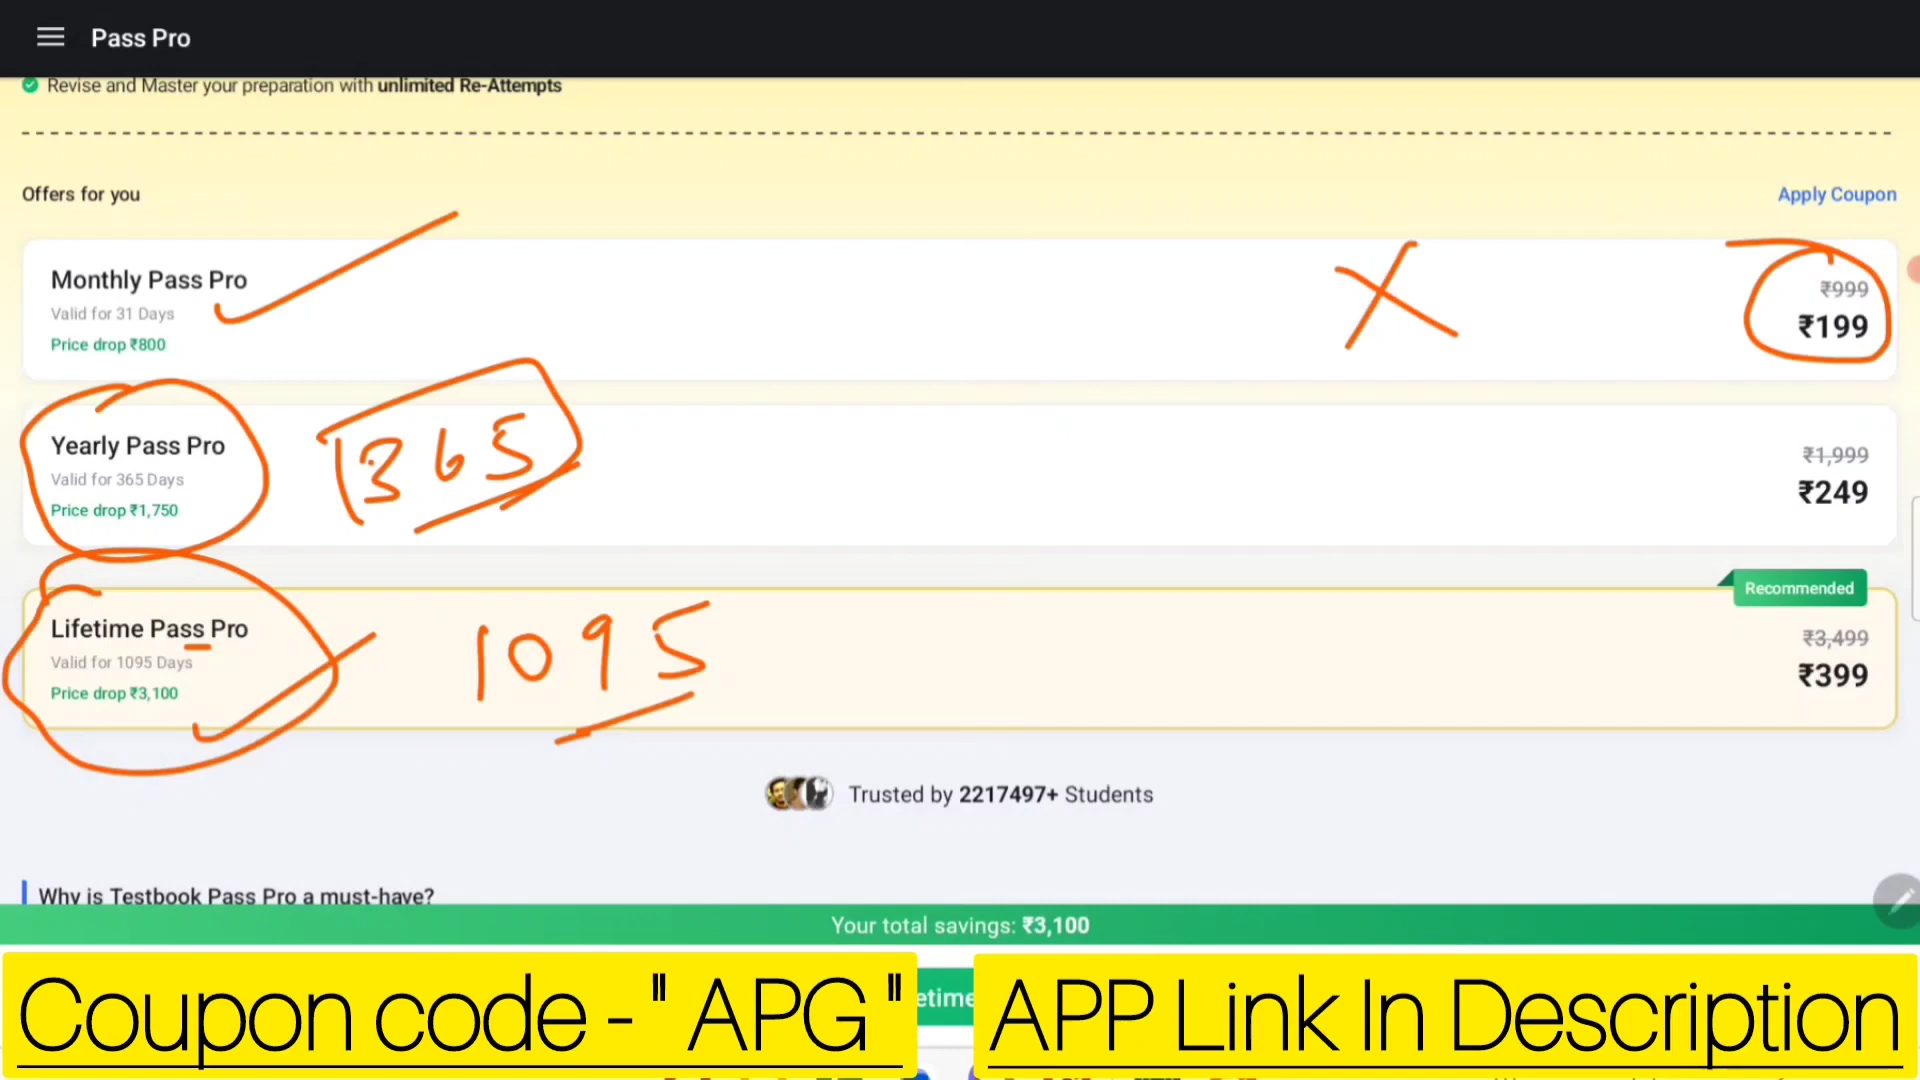 Pass Pro
Revise and Master your preparation with unlimited Re-Attempts
Offers for you
Apply Coupon
Monthly Pass Pro
Valid for 31 Days
Price drop ₹800
₹999
₹199
Yearly Pass Pro
Valid for 365 Days
Price drop ₹1,750
365
₹1,999
₹249
Recommended
Lifetime Pass Pro
Valid for 1095 Days
Price drop ₹3,100
1095
₹3,499
₹399
Trusted by 2217497+ Students
Why is Testbook Pass Pro a must-have?
Your total savings: ₹3,100
Coupon code - " APG "
etime
APP Link In Description